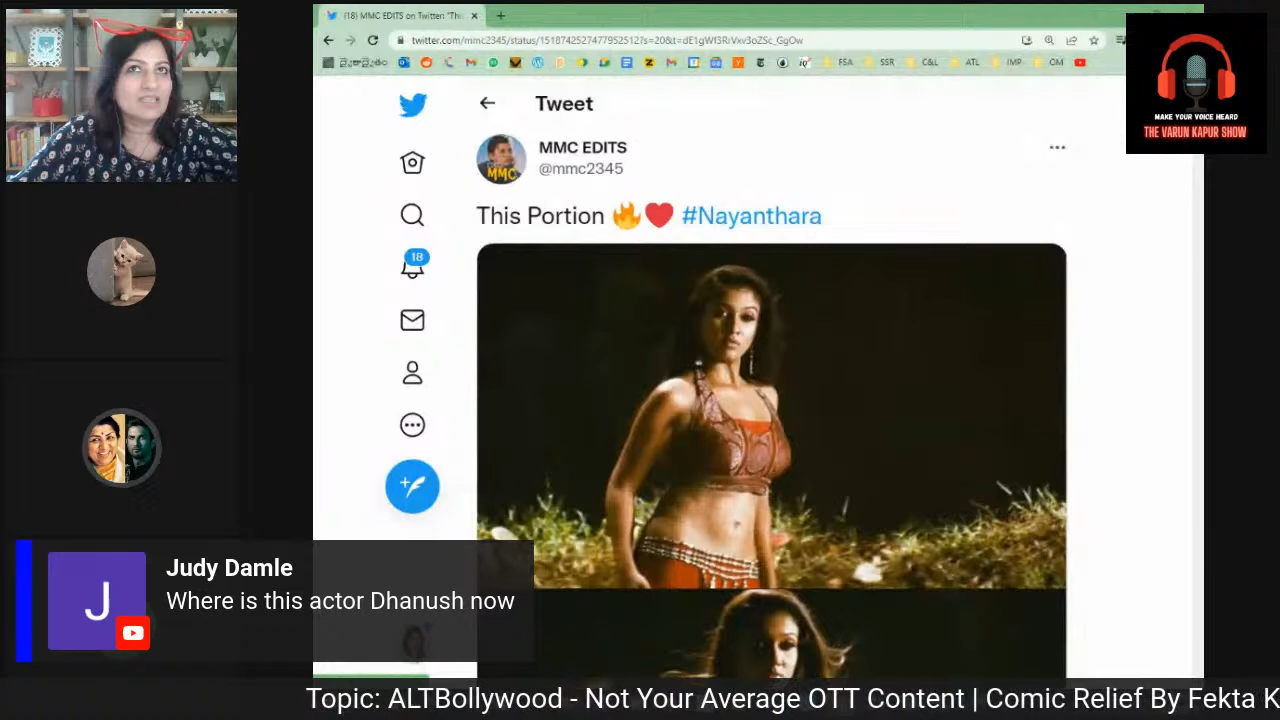 (18) MMC EDITS on Twitter: "This
twitter.com/mmc2345/status/1518742527477952512?s=20&t=dE1gWf3RrVxv3oZSc_GgOw
FSA
SSR
C&L
ATL
IMP
OM
MAKE YOUR VOICE HEARD
THE VARUN KAPUR SHOW
Tweet
MMC EDITS
@mmc2345
MMC
This Portion 🔥❤️ #Nayanthara
18
J
Judy Damle
Where is this actor Dhanush now
Topic: ALTBollywood - Not Your Average OTT Content | Comic Relief By Fekta K